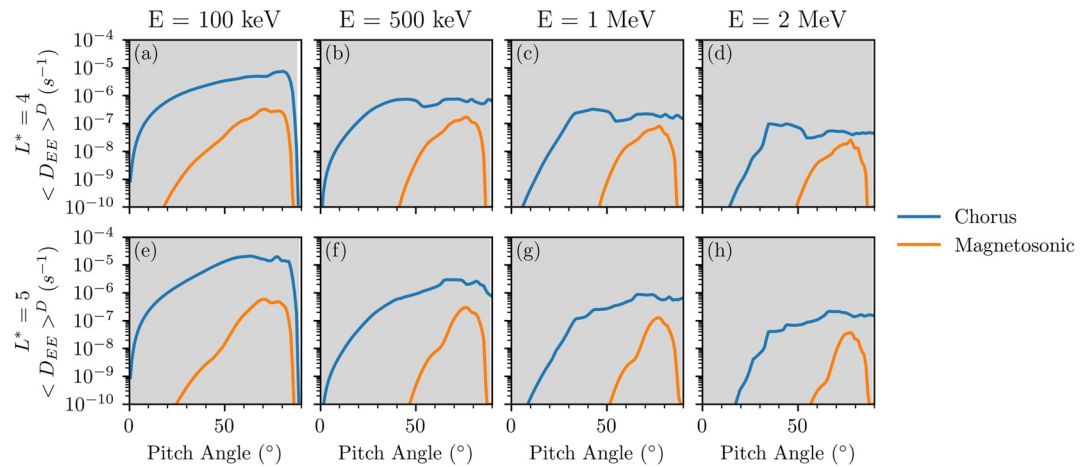 E = 100 keV
E = 500 keV
E = 1 MeV
E = 2 MeV
L* = 4
< D_EE >^D (s^−1)
10^−4
10^−5
10^−6
10^−7
10^−8
10^−9
10^−10
(a)
(b)
(c)
(d)
Chorus
Magnetosonic
L* = 5
< D_EE >^D (s^−1)
10^−4
10^−5
10^−6
10^−7
10^−8
10^−9
10^−10
(e)
(f)
(g)
(h)
0 50
0 50
0 50
0 50
Pitch Angle (°)
Pitch Angle (°)
Pitch Angle (°)
Pitch Angle (°)